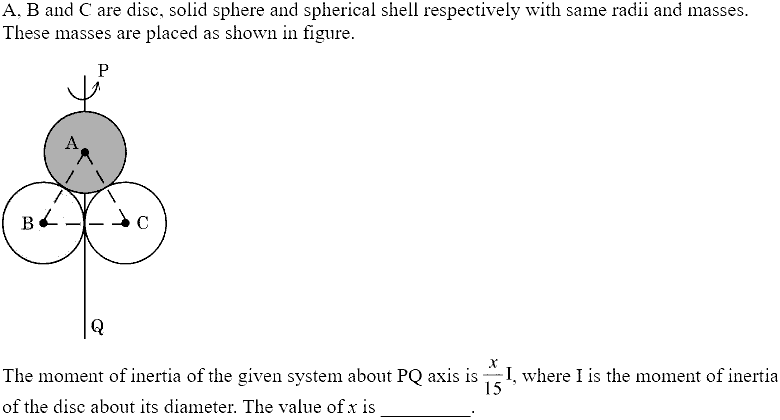 A, B and C are disc, solid sphere and spherical shell respectively with same radii and masses.
These masses are placed as shown in figure.
P
A
B
C
Q
The moment of inertia of the given system about PQ axis is x/15 I, where I is the moment of inertia
of the disc about its diameter. The value of x is ________.